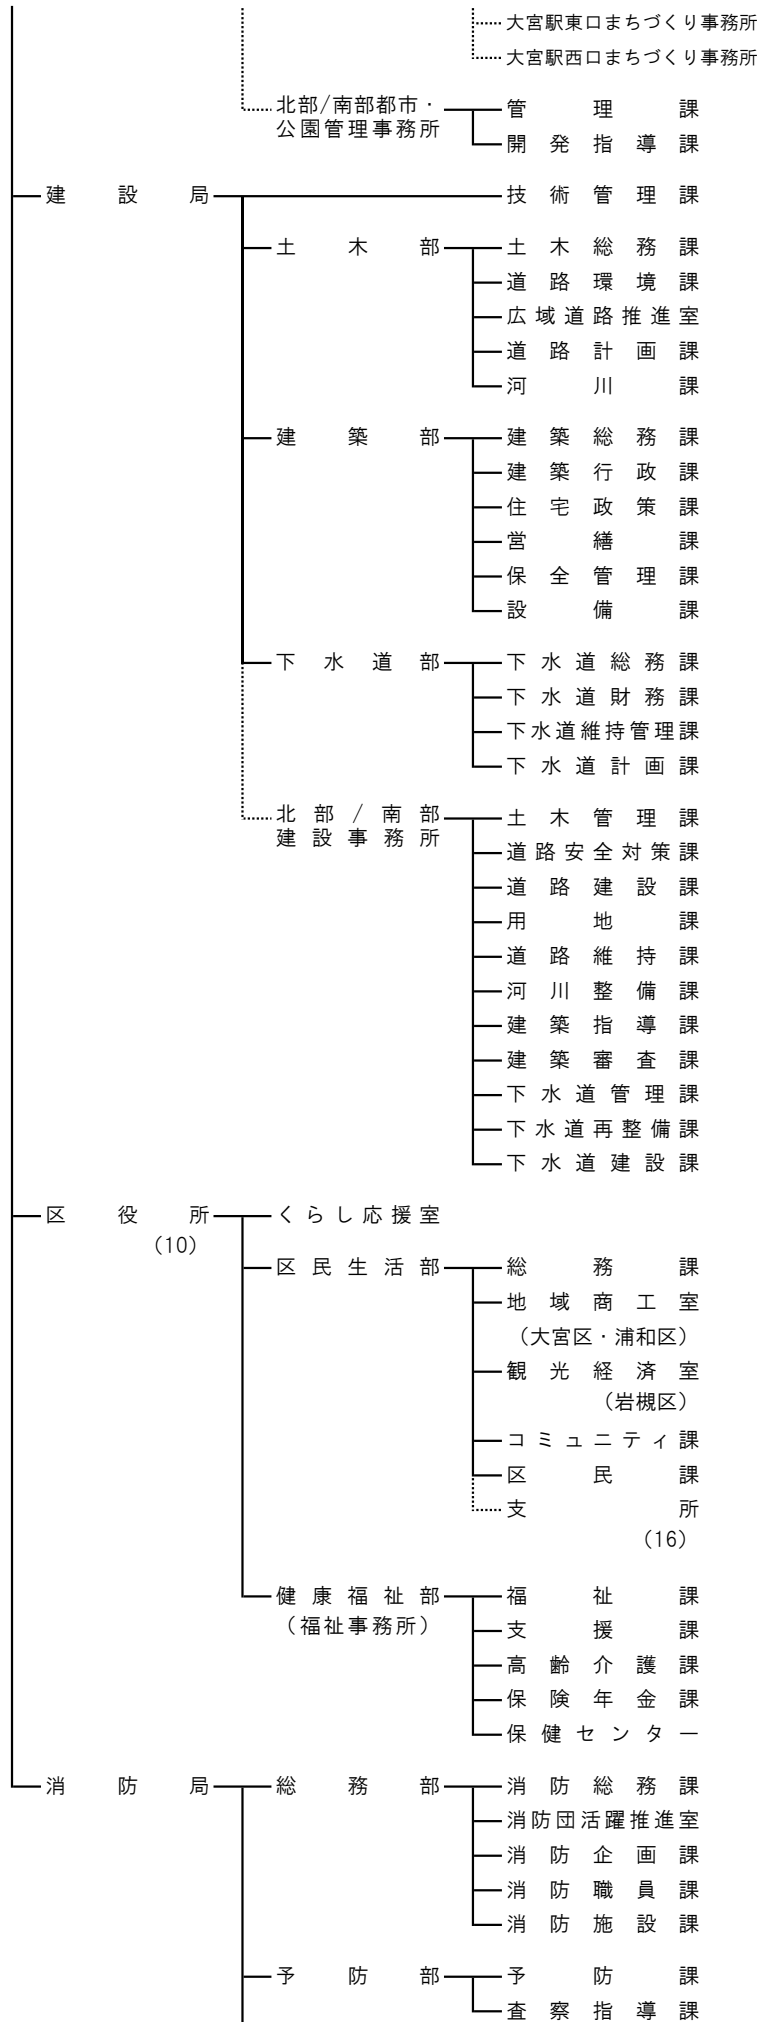 大宮駅東口まちづくり事務所
大宮駅西口まちづくり事務所
北部/南部都市・
公園管理事務所
管理課
開発指導課
建設局
技術管理課
土木部
土木総務課
道路環境課
広域道路推進室
道路計画課
河川課
建築部
建築総務課
建築行政課
住宅政策課
営繕課
保全管理課
設備課
下水道部
下水道総務課
下水道財務課
下水道維持管理課
下水道計画課
北部/南部
建設事務所
土木管理課
道路安全対策課
道路建設課
用地課
道路維持課
河川整備課
建築指導課
建築審査課
下水道管理課
下水道再整備課
下水道建設課
区役所
(10)
くらし応援室
区民生活部
総務課
地域商工室
(大宮区・浦和区)
観光経済室
(岩槻区)
コミュニティ課
区民課
支所
(16)
健康福祉部
(福祉事務所)
福祉課
支援課
高齢介護課
保険年金課
保健センター
消防局
総務部
消防総務課
消防団活躍推進室
消防企画課
消防職員課
消防施設課
予防部
予防課
査察指導課